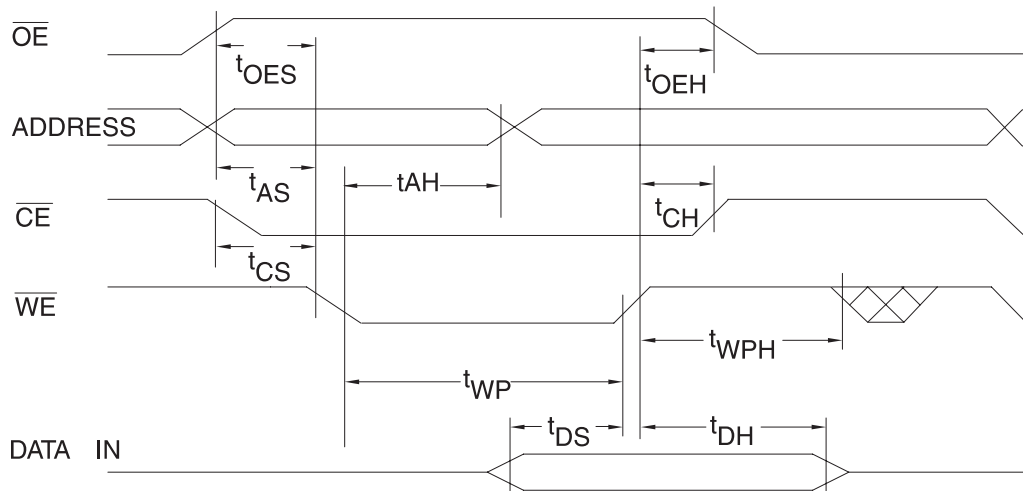 OE
tOES
tOEH
ADDRESS
tAS
tAH
CE
tCH
tCS
WE
tWPH
tWP
tDS
tDH
DATA IN